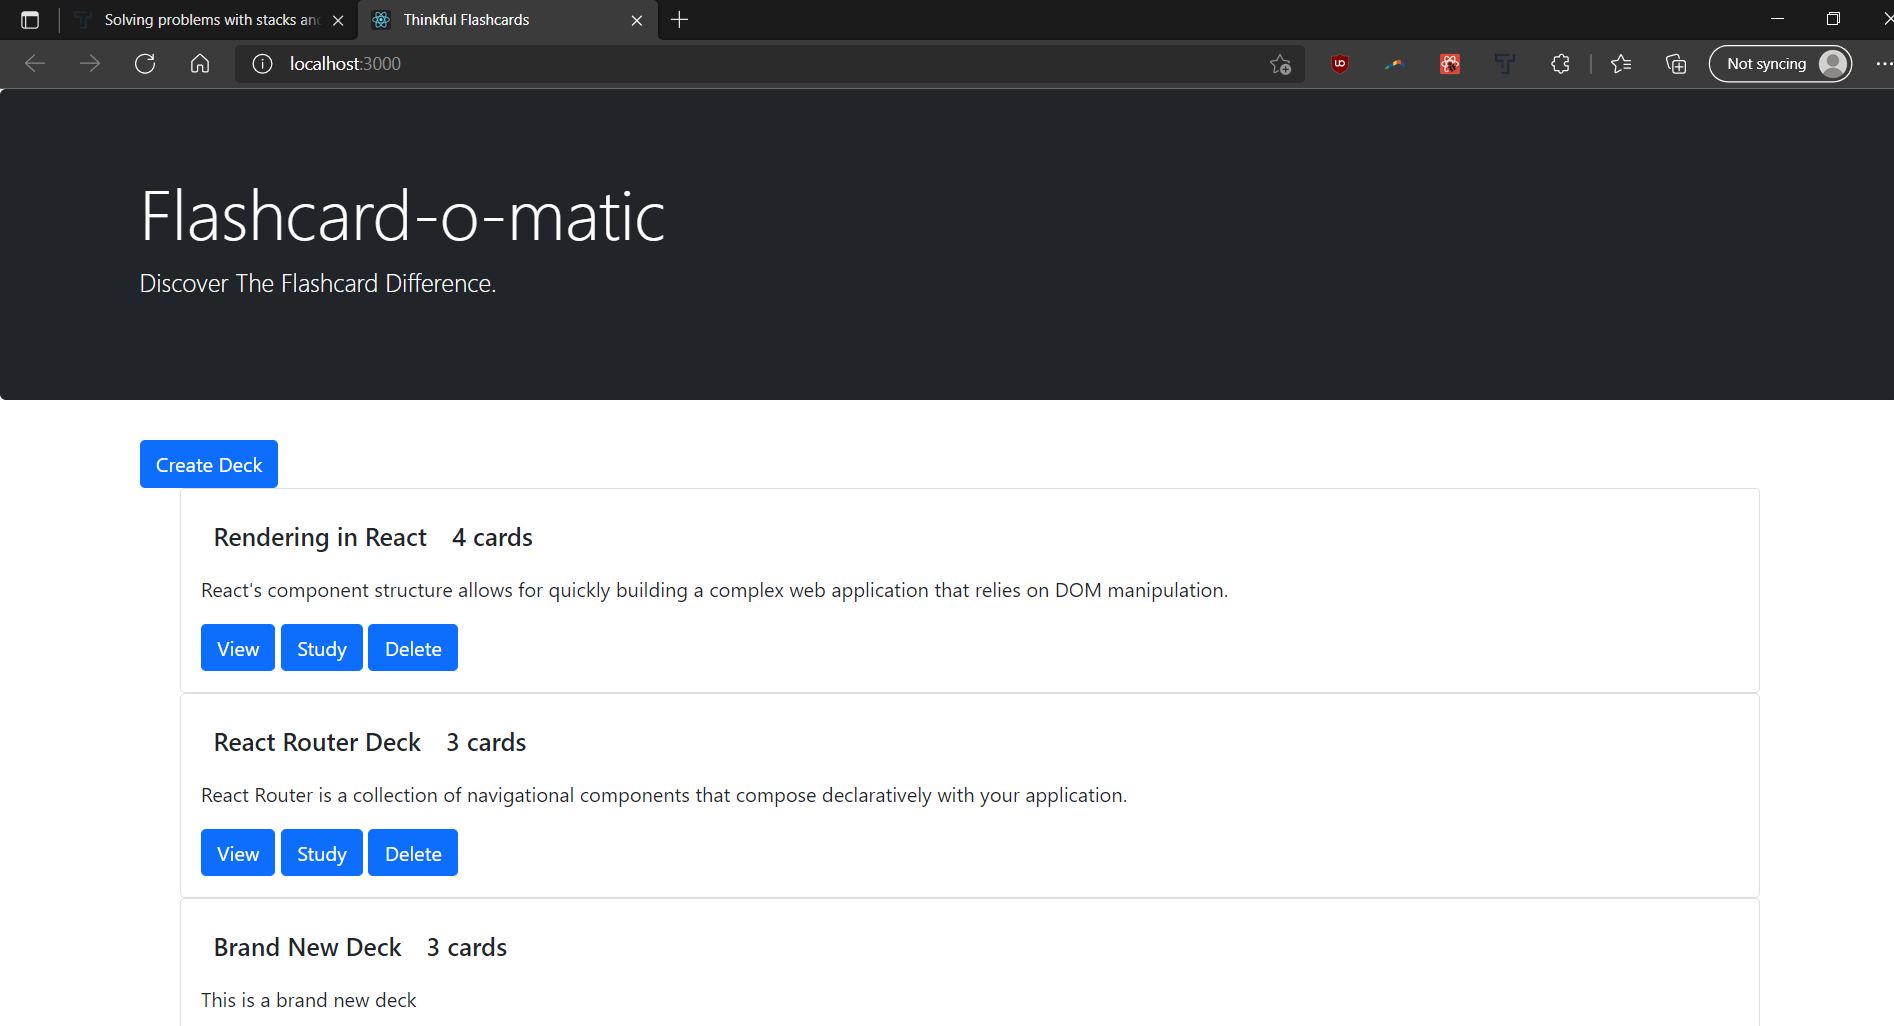 Solving problems with stacks an
Thinkful Flashcards
localhost:3000
Not syncing
Flashcard-o-matic
Discover The Flashcard Difference.
Create Deck
Rendering in React 4 cards
React's component structure allows for quickly building a complex web application that relies on DOM manipulation.
View Study Delete
React Router Deck 3 cards
React Router is a collection of navigational components that compose declaratively with your application.
View Study Delete
Brand New Deck 3 cards
This is a brand new deck